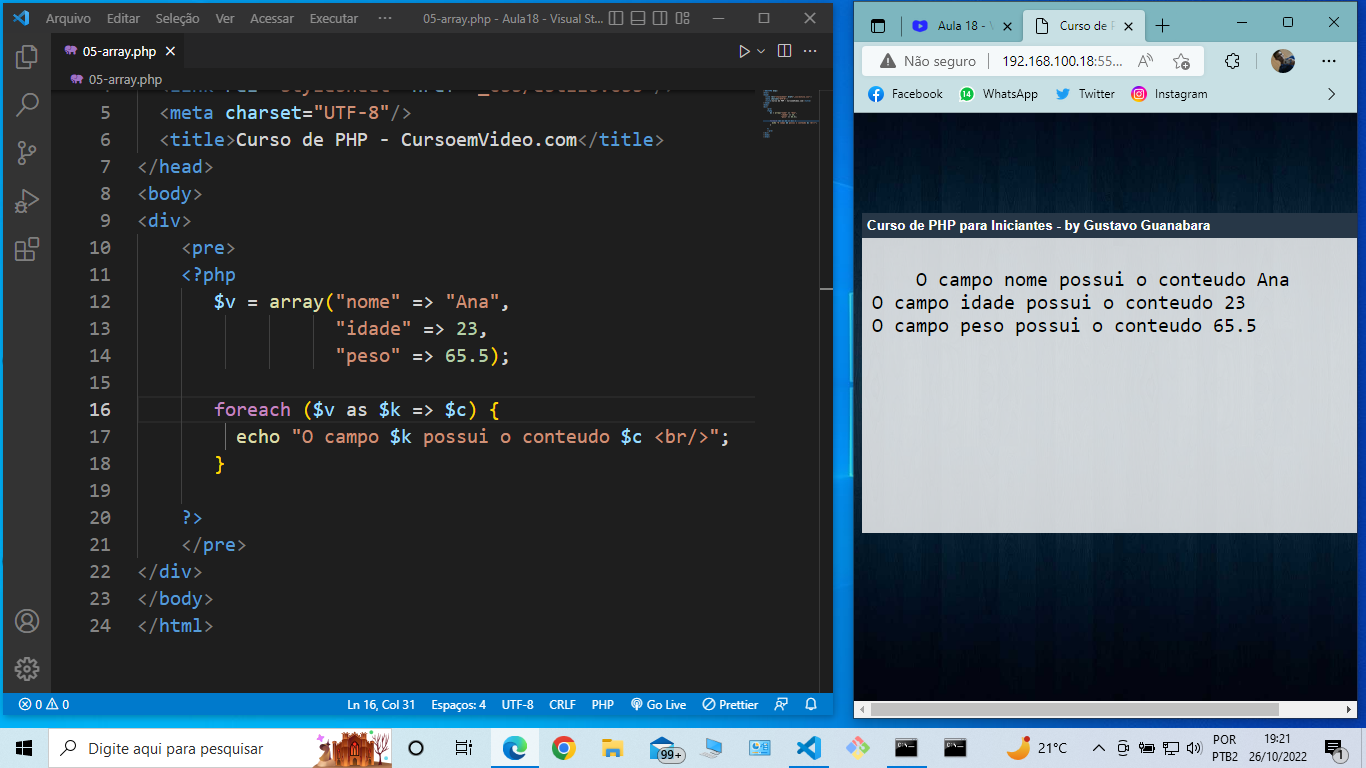 Arquivo Editar Seleção Ver Acessar Executar ··· 05-array.php - Aula18 - Visual St...
05-array.php
05-array.php
5 <meta charset="UTF-8"/>
6 <title>Curso de PHP - CursoemVideo.com</title>
7 </head>
8 <body>
9 <div>
10 <pre>
11 <?php
12 $v = array("nome" => "Ana",
13 "idade" => 23,
14 "peso" => 65.5);
15
16 foreach ($v as $k => $c) {
17 echo "O campo $k possui o conteudo $c <br/>";
18 }
19
20 ?>
21 </pre>
22 </div>
23 </body>
24 </html>
0 0 Ln 16, Col 31 Espaços: 4 UTF-8 CRLF PHP Go Live Prettier
Aula 18 - Curso de
Não seguro 192.168.100.18:55...
Facebook 14 WhatsApp Twitter Instagram
Curso de PHP para Iniciantes - by Gustavo Guanabara
O campo nome possui o conteudo Ana
O campo idade possui o conteudo 23
O campo peso possui o conteudo 65.5
Digite aqui para pesquisar
99+
21°C
POR
PTB2
19:21
26/10/2022
1